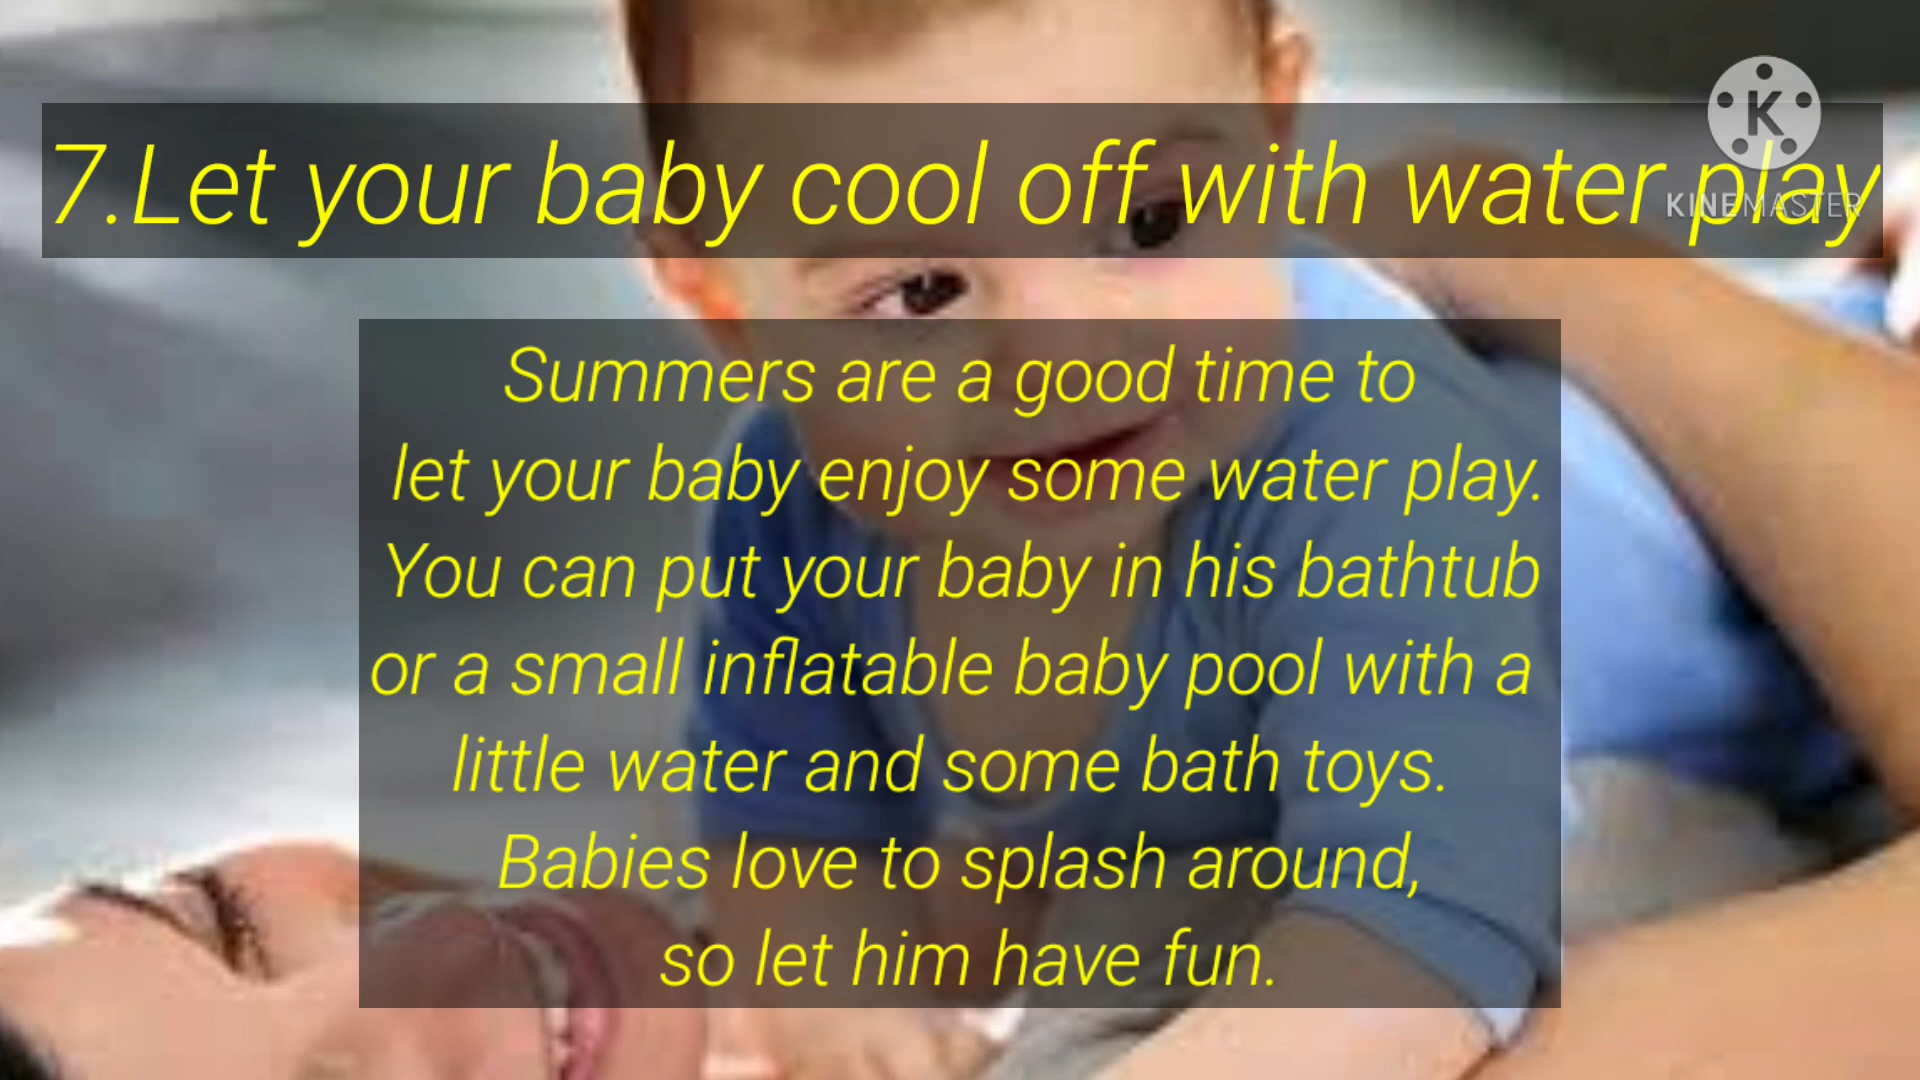 7.Let your baby cool off with water play
K
KINEMASTER
Summers are a good time to
let your baby enjoy some water play.
You can put your baby in his bathtub
or a small inflatable baby pool with a
little water and some bath toys.
Babies love to splash around,
so let him have fun.